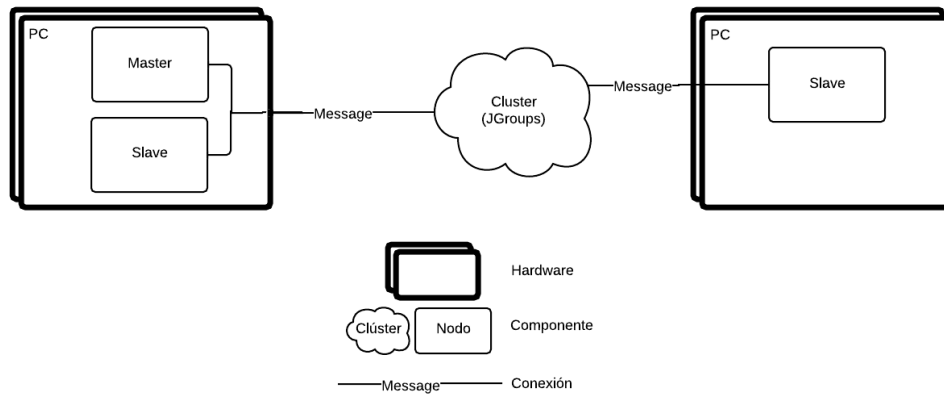 PC
Master
Slave
Message
Cluster
(JGroups)
Message
PC
Slave
Hardware
Clúster
Nodo
Componente
Message
Conexión